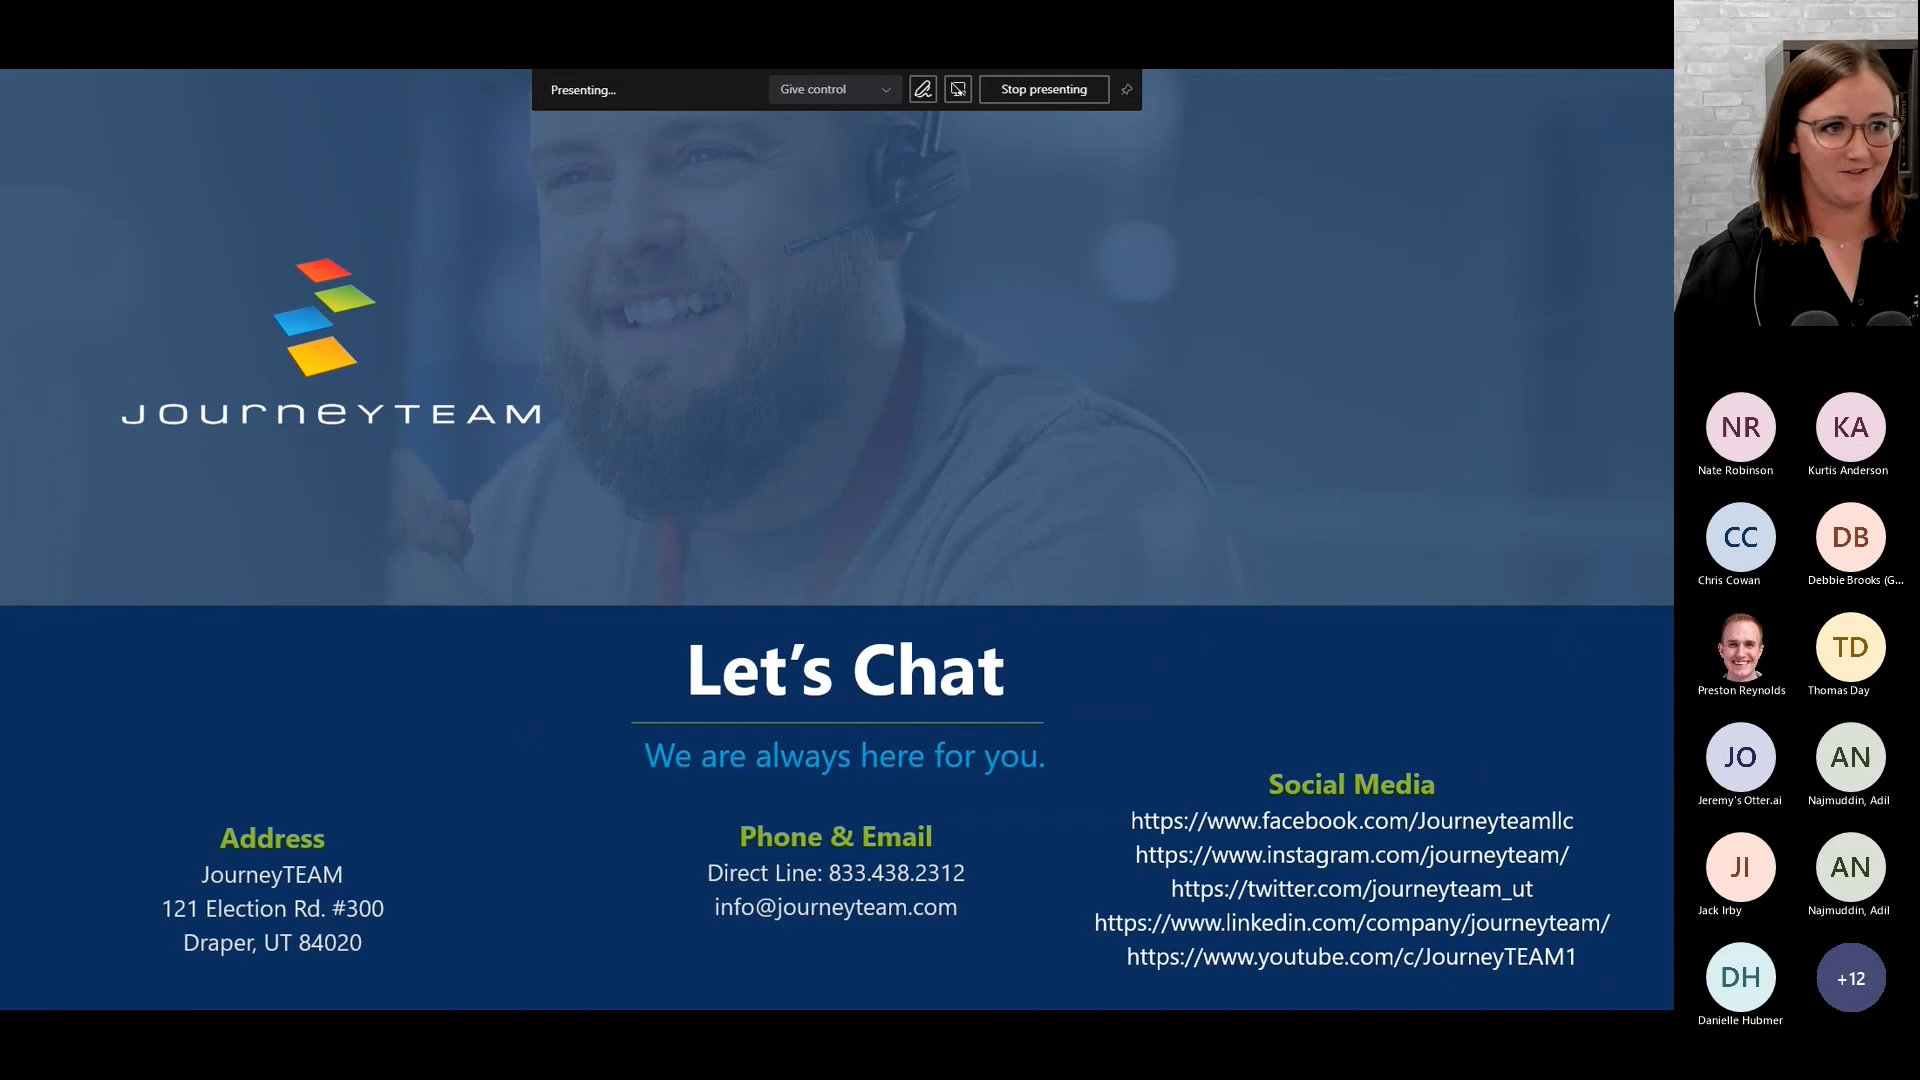 Presenting...
Give control
Stop presenting
JOURNEYTEAM
Let's Chat
We are always here for you.
Address
JourneyTEAM
121 Election Rd. #300
Draper, UT 84020
Phone & Email
Direct Line: 833.438.2312
info@journeyteam.com
Social Media
https://www.facebook.com/Journeyteamllc
https://www.instagram.com/journeyteam/
https://twitter.com/journeyteam_ut
https://www.linkedin.com/company/journeyteam/
https://www.youtube.com/c/JourneyTEAM1
NR
Nate Robinson
KA
Kurtis Anderson
CC
Chris Cowan
DB
Debbie Brooks (G...
Preston Reynolds
TD
Thomas Day
JO
Jeremy's Otter.ai
AN
Najmuddin, Adil
JI
Jack Irby
AN
Najmuddin, Adil
DH
Danielle Hubmer
+12